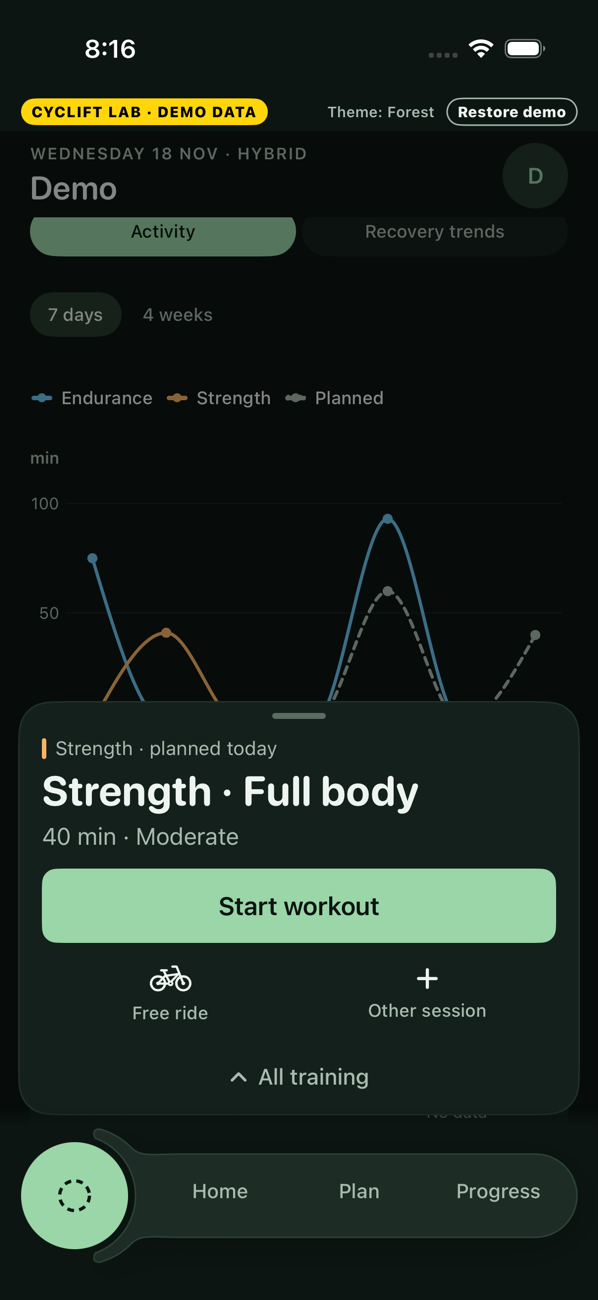 8:16
CYCLIFT LAB · DEMO DATA
Theme: Forest
Restore demo
WEDNESDAY 18 NOV · HYBRID
Demo
D
Activity
Recovery trends
7 days
4 weeks
Endurance
Strength
Planned
min
100
50
Strength · planned today
Strength · Full body
40 min · Moderate
Start workout
Free ride
Other session
All training
Home
Plan
Progress